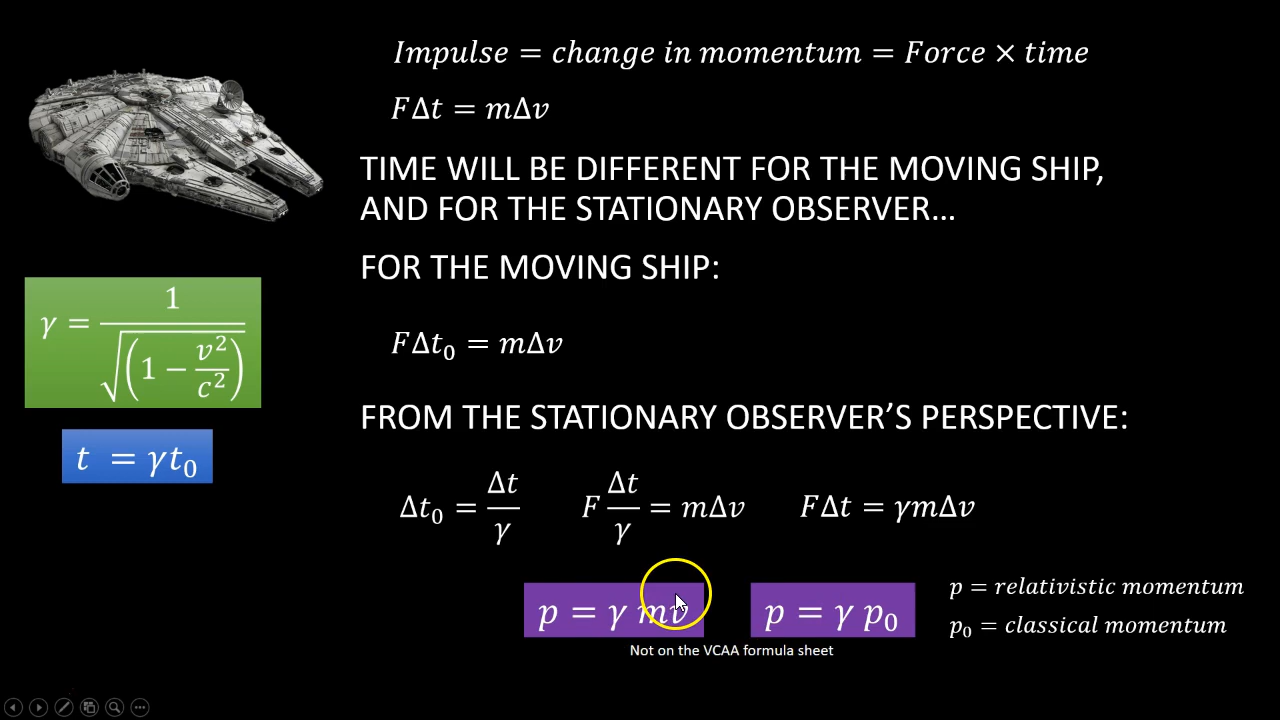 Impulse = change in momentum = Force × time
FΔt = mΔv
TIME WILL BE DIFFERENT FOR THE MOVING SHIP,
AND FOR THE STATIONARY OBSERVER...
FOR THE MOVING SHIP:
γ = 1 / √(1 − v²/c²)
FΔt₀ = mΔv
FROM THE STATIONARY OBSERVER'S PERSPECTIVE:
t = γt₀
Δt₀ = Δt/γ F Δt/γ = mΔv FΔt = γmΔv
p = γ mv p = γ p₀
p = relativistic momentum
p₀ = classical momentum
Not on the VCAA formula sheet